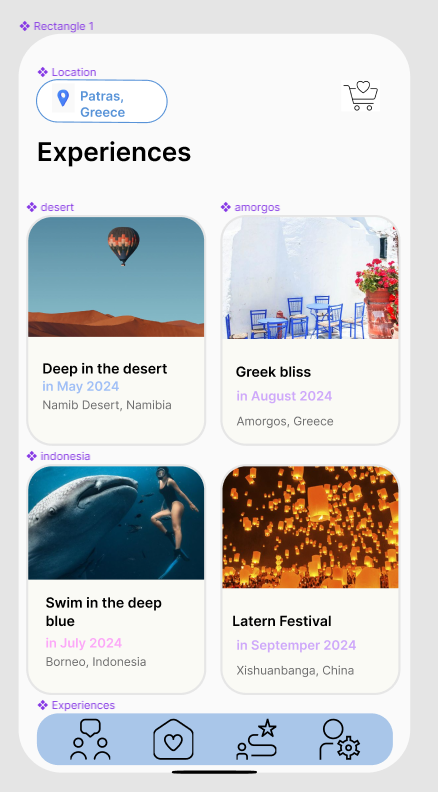 Rectangle 1
Location
Patras,
Greece
Experiences
desert
amorgos
Deep in the desert
in May 2024
Namib Desert, Namibia
Greek bliss
in August 2024
Amorgos, Greece
indonesia
Swim in the deep
blue
in July 2024
Borneo, Indonesia
Latern Festival
in Septemper 2024
Xishuanbanga, China
Experiences